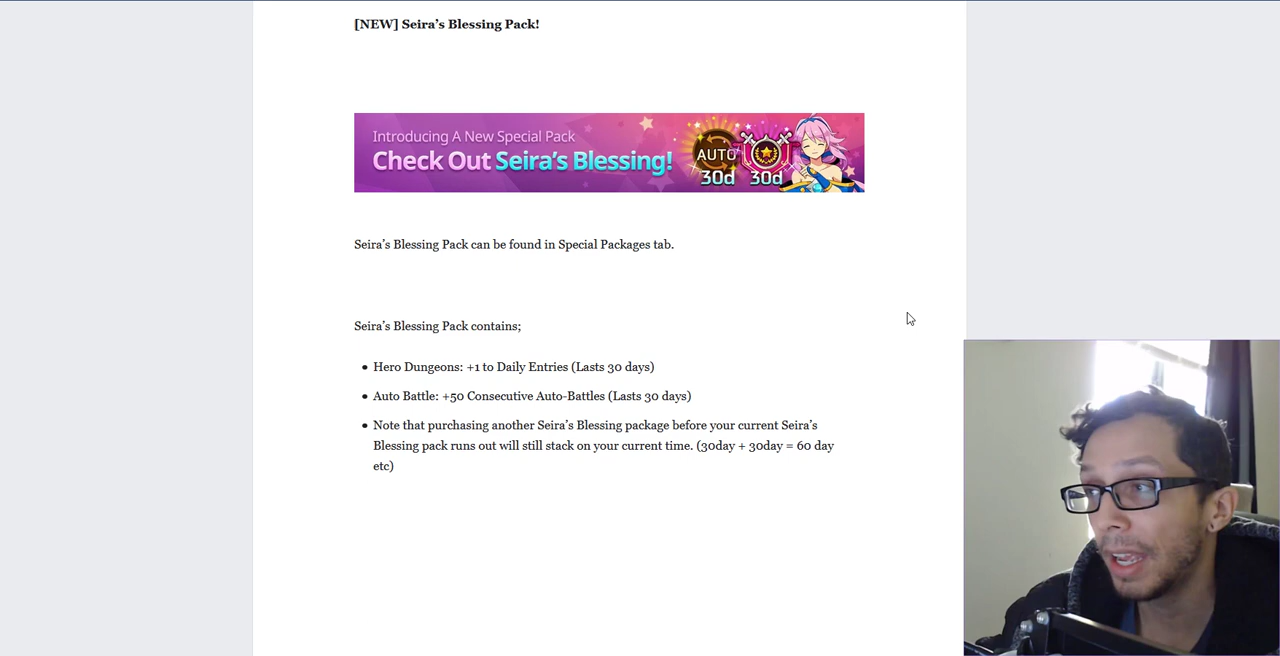 [NEW] Seira’s Blessing Pack!
Introducing A New Special Pack
Check Out Seira's Blessing!
AUTO
30d 30d
Seira’s Blessing Pack can be found in Special Packages tab.
Seira’s Blessing Pack contains;
Hero Dungeons: +1 to Daily Entries (Lasts 30 days)
Auto Battle: +50 Consecutive Auto-Battles (Lasts 30 days)
Note that purchasing another Seira’s Blessing package before your current Seira’s
Blessing pack runs out will still stack on your current time. (30day + 30day = 60 day
etc)